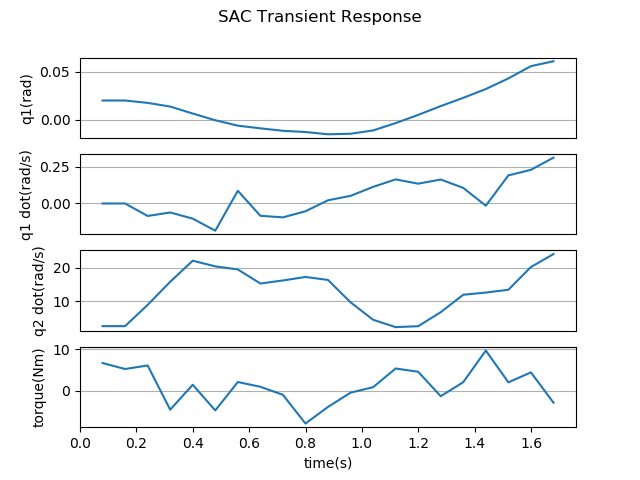 SAC Transient Response
q1(rad)
0.05
0.00
q1 dot(rad/s)
0.25
0.00
q2 dot(rad/s)
20
10
torque(Nm)
10
0
0.0 0.2 0.4 0.6 0.8 1.0 1.2 1.4 1.6
time(s)